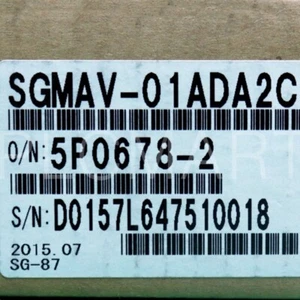 SGMAV-01ADA2C
O/N: 5P0678-2
S/N: D0157L647510018
2015.07
SG-87